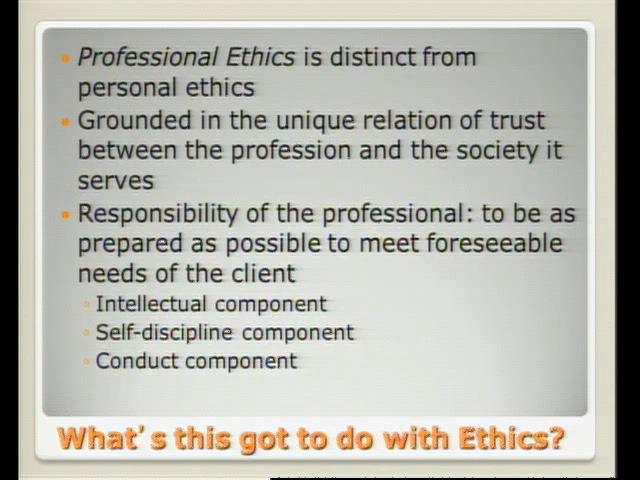 Professional Ethics is distinct from
personal ethics
Grounded in the unique relation of trust
between the profession and the society it
serves
Responsibility of the professional: to be as
prepared as possible to meet foreseeable
needs of the client
Intellectual component
Self-discipline component
Conduct component
What's this got to do with Ethics?